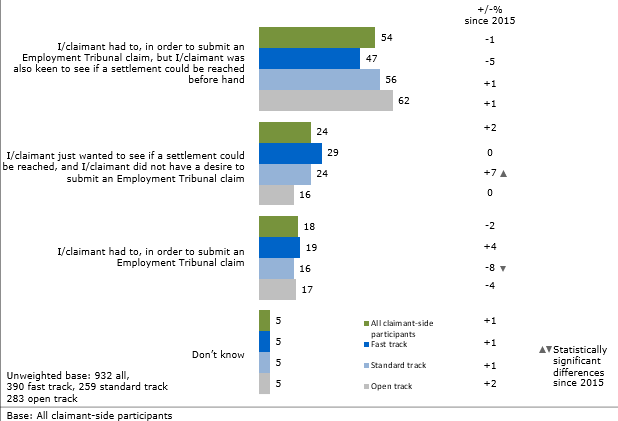 +/-%
since 2015
I/claimant had to, in order to submit an
Employment Tribunal claim, but I/claimant was
also keen to see if a settlement could be reached
before hand
54
-1
47
-5
56
+1
62
+1
I/claimant just wanted to see if a settlement could
be reached, and I/claimant did not have a desire to
submit an Employment Tribunal claim
24
+2
29
0
24
+7 ▲
16
0
I/claimant had to, in order to submit an
Employment Tribunal claim
18
-2
19
+4
16
-8 ▼
17
-4
Don't know
5
+1
5
+1
5
+1
5
+2
All claimant-side
participants
Fast track
Standard track
Open track
▲▼Statistically
significant
differences
since 2015
Unweighted base: 932 all,
390 fast track, 259 standard track
283 open track
Base: All claimant-side participants